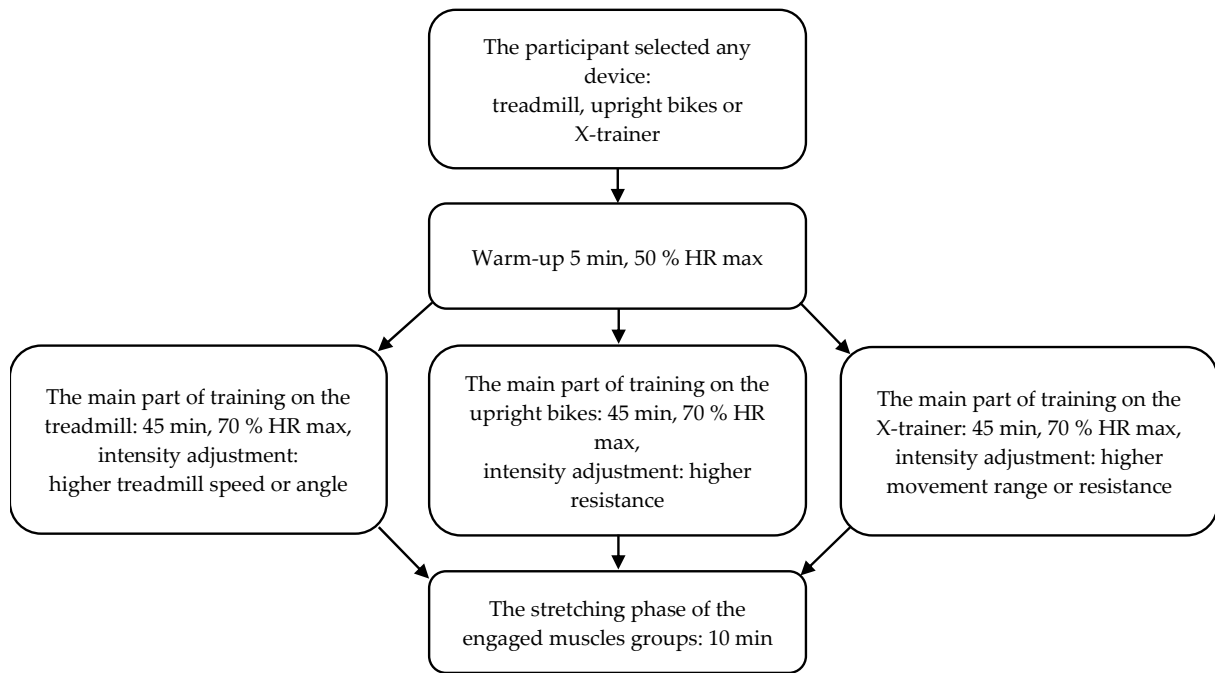 The participant selected any
device:
treadmill, upright bikes or
X-trainer
Warm-up 5 min, 50 % HR max
The main part of training on the
treadmill: 45 min, 70 % HR max,
intensity adjustment:
higher treadmill speed or angle
The main part of training on the
upright bikes: 45 min, 70 % HR
max,
intensity adjustment: higher
resistance
The main part of training on the
X-trainer: 45 min, 70 % HR max,
intensity adjustment: higher
movement range or resistance
The stretching phase of the
engaged muscles groups: 10 min